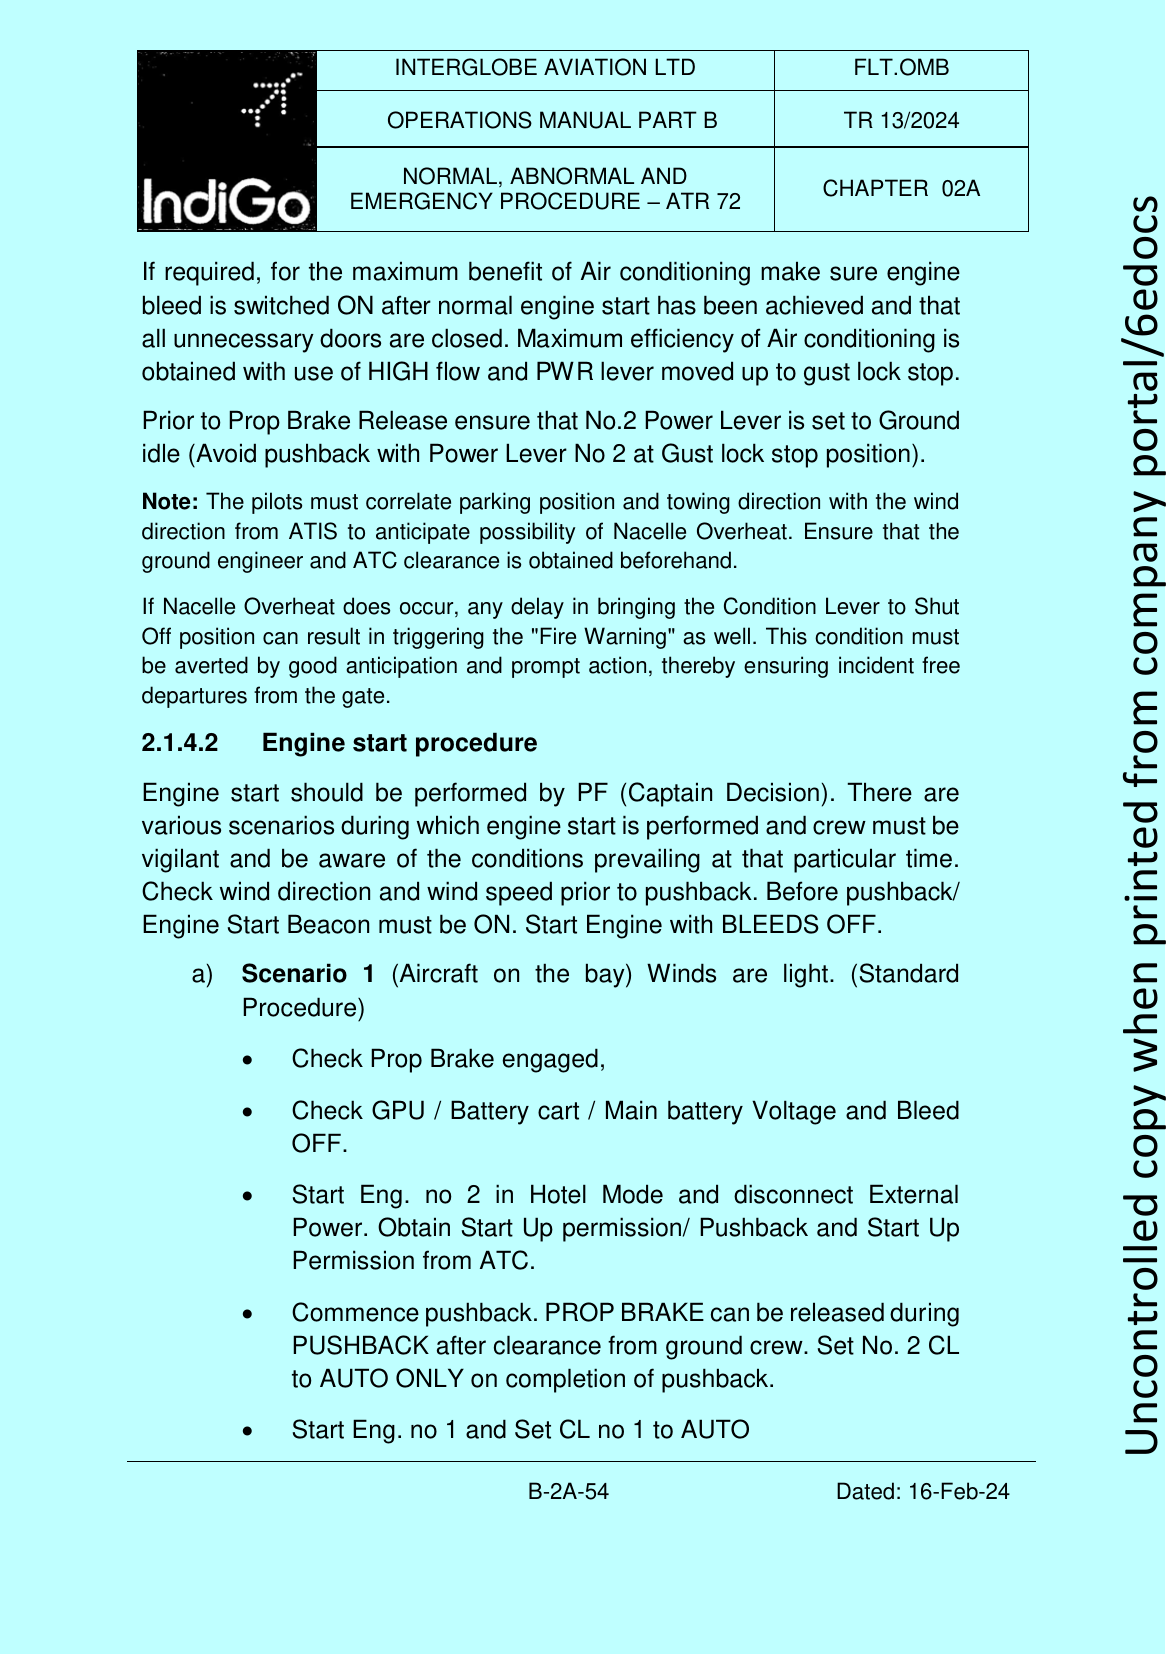 IndiGo
INTERGLOBE AVIATION LTD
FLT.OMB
OPERATIONS MANUAL PART B
TR 13/2024
NORMAL, ABNORMAL AND
EMERGENCY PROCEDURE – ATR 72
CHAPTER 02A
If required, for the maximum benefit of Air conditioning make sure engine
bleed is switched ON after normal engine start has been achieved and that
all unnecessary doors are closed. Maximum efficiency of Air conditioning is
obtained with use of HIGH flow and PWR lever moved up to gust lock stop.
Prior to Prop Brake Release ensure that No.2 Power Lever is set to Ground
idle (Avoid pushback with Power Lever No 2 at Gust lock stop position).
Note: The pilots must correlate parking position and towing direction with the wind
direction from ATIS to anticipate possibility of Nacelle Overheat. Ensure that the
ground engineer and ATC clearance is obtained beforehand.
If Nacelle Overheat does occur, any delay in bringing the Condition Lever to Shut
Off position can result in triggering the "Fire Warning" as well. This condition must
be averted by good anticipation and prompt action, thereby ensuring incident free
departures from the gate.
2.1.4.2 Engine start procedure
Engine start should be performed by PF (Captain Decision). There are
various scenarios during which engine start is performed and crew must be
vigilant and be aware of the conditions prevailing at that particular time.
Check wind direction and wind speed prior to pushback. Before pushback/
Engine Start Beacon must be ON. Start Engine with BLEEDS OFF.
a) Scenario 1 (Aircraft on the bay) Winds are light. (Standard
Procedure)
• Check Prop Brake engaged,
• Check GPU / Battery cart / Main battery Voltage and Bleed
OFF.
• Start Eng. no 2 in Hotel Mode and disconnect External
Power. Obtain Start Up permission/ Pushback and Start Up
Permission from ATC.
• Commence pushback. PROP BRAKE can be released during
PUSHBACK after clearance from ground crew. Set No. 2 CL
to AUTO ONLY on completion of pushback.
• Start Eng. no 1 and Set CL no 1 to AUTO
B-2A-54
Dated: 16-Feb-24
Uncontrolled copy when printed from company portal/6edocs